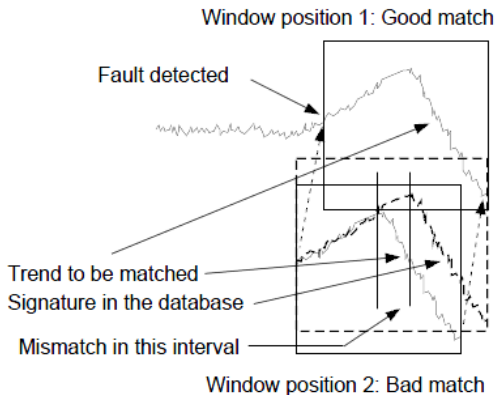 Window position 1: Good match
Fault detected
Trend to be matched
Signature in the database
Mismatch in this interval
Window position 2: Bad match